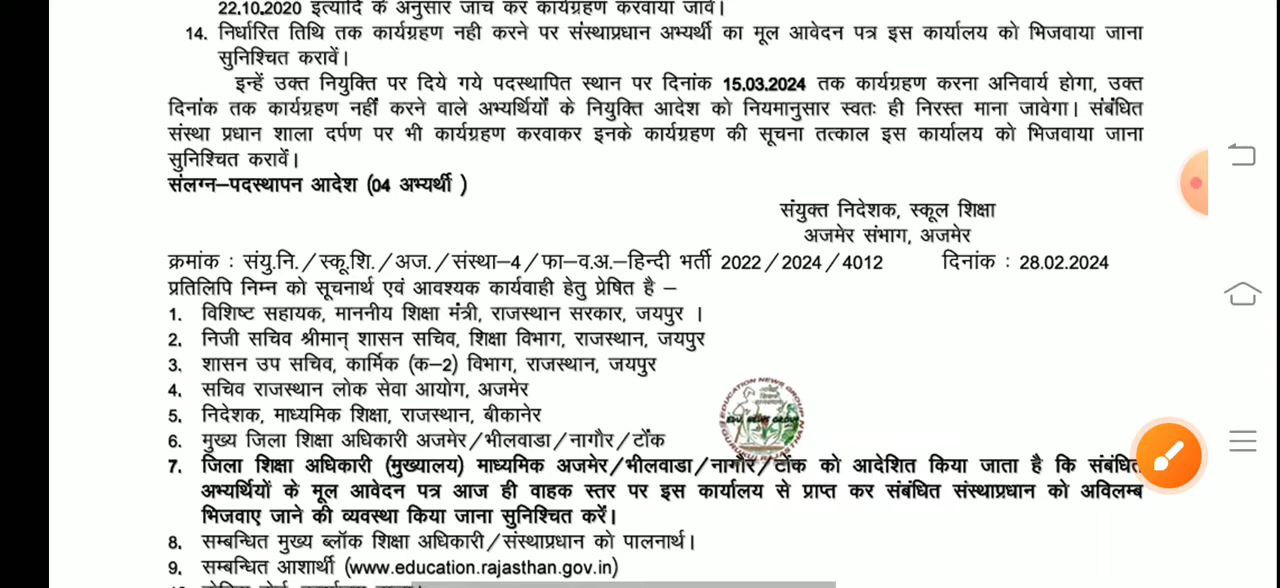 22.10.2020 इत्यादि के अनुसार जांच कर कार्यग्रहण करवाया जावें।
14. निर्धारित तिथि तक कार्यग्रहण नही करने पर संस्थाप्रधान अभ्यर्थी का मूल आवेदन पत्र इस कार्यालय को भिजवाया जाना
सुनिश्चित करावें।
इन्हें उक्त नियुक्ति पर दिये गये पदस्थापित स्थान पर दिनांक 15.03.2024 तक कार्यग्रहण करना अनिवार्य होगा, उक्त
दिनांक तक कार्यग्रहण नहीं करने वाले अभ्यर्थियों के नियुक्ति आदेश को नियमानुसार स्वतः ही निरस्त माना जावेगा। संबंधित
संस्था प्रधान शाला दर्पण पर भी कार्यग्रहण करवाकर इनके कार्यग्रहण की सूचना तत्काल इस कार्यालय को भिजवाया जाना
सुनिश्चित करावें।
संलग्न–पदस्थापन आदेश (04 अभ्यर्थी )
संयुक्त निदेशक, स्कूल शिक्षा
अजमेर संभाग, अजमेर
क्रमांक : संयु.नि./स्कू.शि./अज./संस्था–4/फा–व.अ.–हिन्दी भर्ती 2022/2024/4012 दिनांक : 28.02.2024
प्रतिलिपि निम्न को सूचनार्थ एवं आवश्यक कार्यवाही हेतु प्रेषित है –
1. विशिष्ट सहायक, माननीय शिक्षा मंत्री, राजस्थान सरकार, जयपुर ।
2. निजी सचिव श्रीमान् शासन सचिव, शिक्षा विभाग, राजस्थान, जयपुर
3. शासन उप सचिव, कार्मिक (क–2) विभाग, राजस्थान, जयपुर
4. सचिव राजस्थान लोक सेवा आयोग, अजमेर
5. निदेशक, माध्यमिक शिक्षा, राजस्थान, बीकानेर
EDUCATION NEWS GROUP
EDU NEWS GROUP
6. मुख्य जिला शिक्षा अधिकारी अजमेर/भीलवाडा/नागौर/टोंक
7. जिला शिक्षा अधिकारी (मुख्यालय) माध्यमिक अजमेर/भीलवाडा/नागौर/टोंक को आदेशित किया जाता है कि संबंधित
अभ्यर्थियों के मूल आवेदन पत्र आज ही वाहक स्तर पर इस कार्यालय से प्राप्त कर संबंधित संस्थाप्रधान को अविलम्ब
भिजवाए जाने की व्यवस्था किया जाना सुनिश्चित करें।
8. सम्बन्धित मुख्य ब्लॉक शिक्षा अधिकारी/संस्थाप्रधान को पालनार्थ।
9. सम्बन्धित आशार्थी (www.education.rajasthan.gov.in)